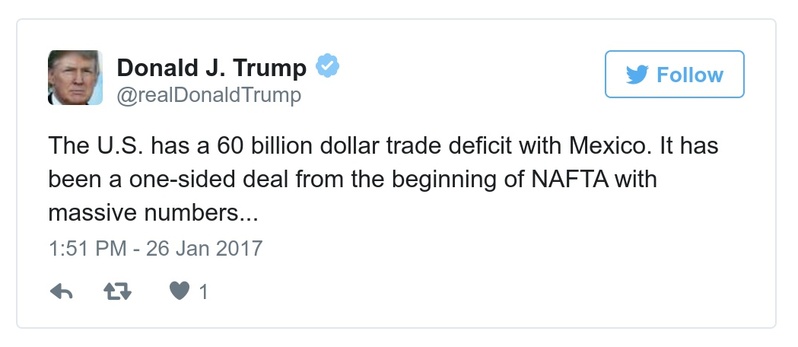 Donald J. Trump
@realDonaldTrump
Follow
The U.S. has a 60 billion dollar trade deficit with Mexico. It has
been a one-sided deal from the beginning of NAFTA with
massive numbers...
1:51 PM - 26 Jan 2017
1